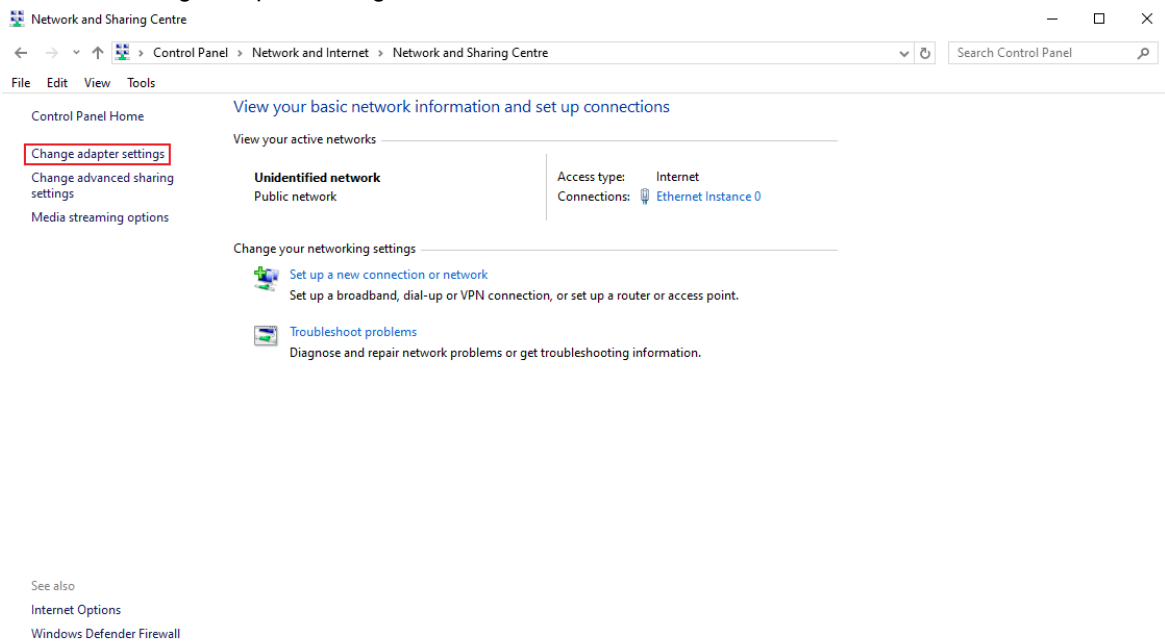 Network and Sharing Centre
Control Panel > Network and Internet > Network and Sharing Centre
Search Control Panel
File Edit View Tools
Control Panel Home
Change adapter settings
Change advanced sharing
settings
Media streaming options
View your basic network information and set up connections
View your active networks
Unidentified network
Public network
Access type: Internet
Connections: Ethernet Instance 0
Change your networking settings
Set up a new connection or network
Set up a broadband, dial-up or VPN connection, or set up a router or access point.
Troubleshoot problems
Diagnose and repair network problems or get troubleshooting information.
See also
Internet Options
Windows Defender Firewall